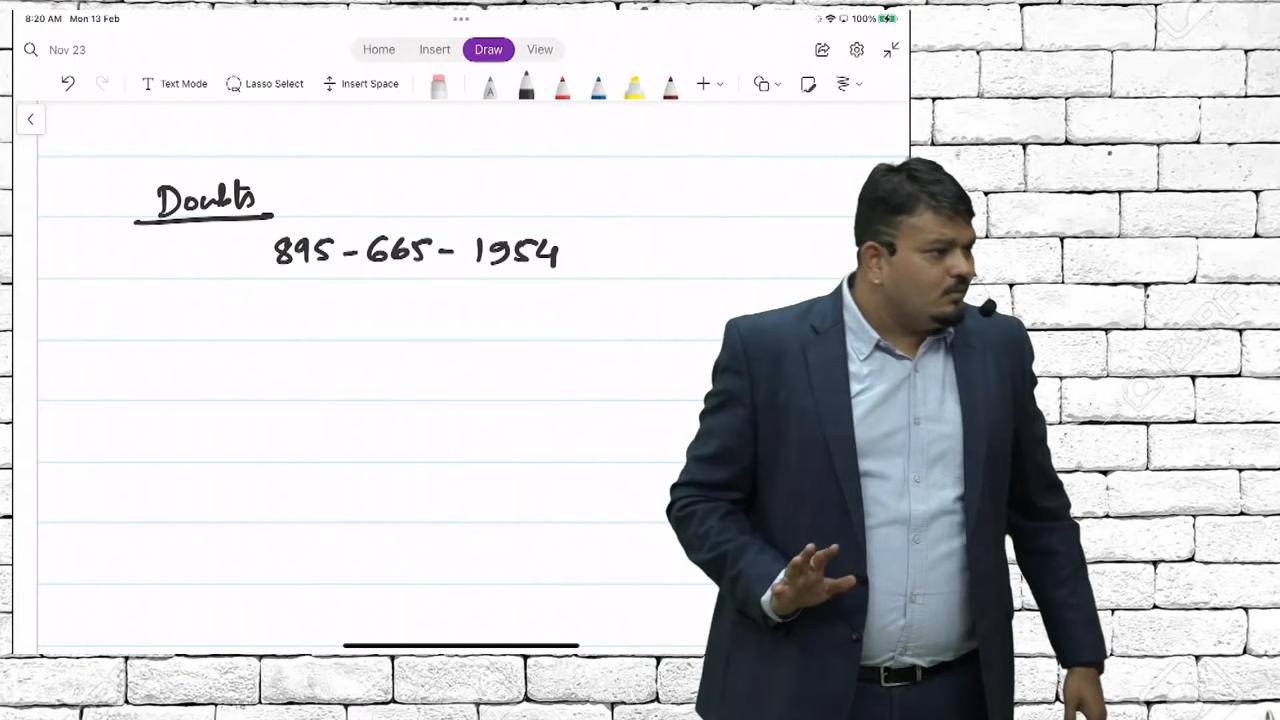 8:20 AM Mon 13 Feb
100%
Nov 23
Home Insert Draw View
Text Mode Lasso Select Insert Space
Doubts
895-665-1954